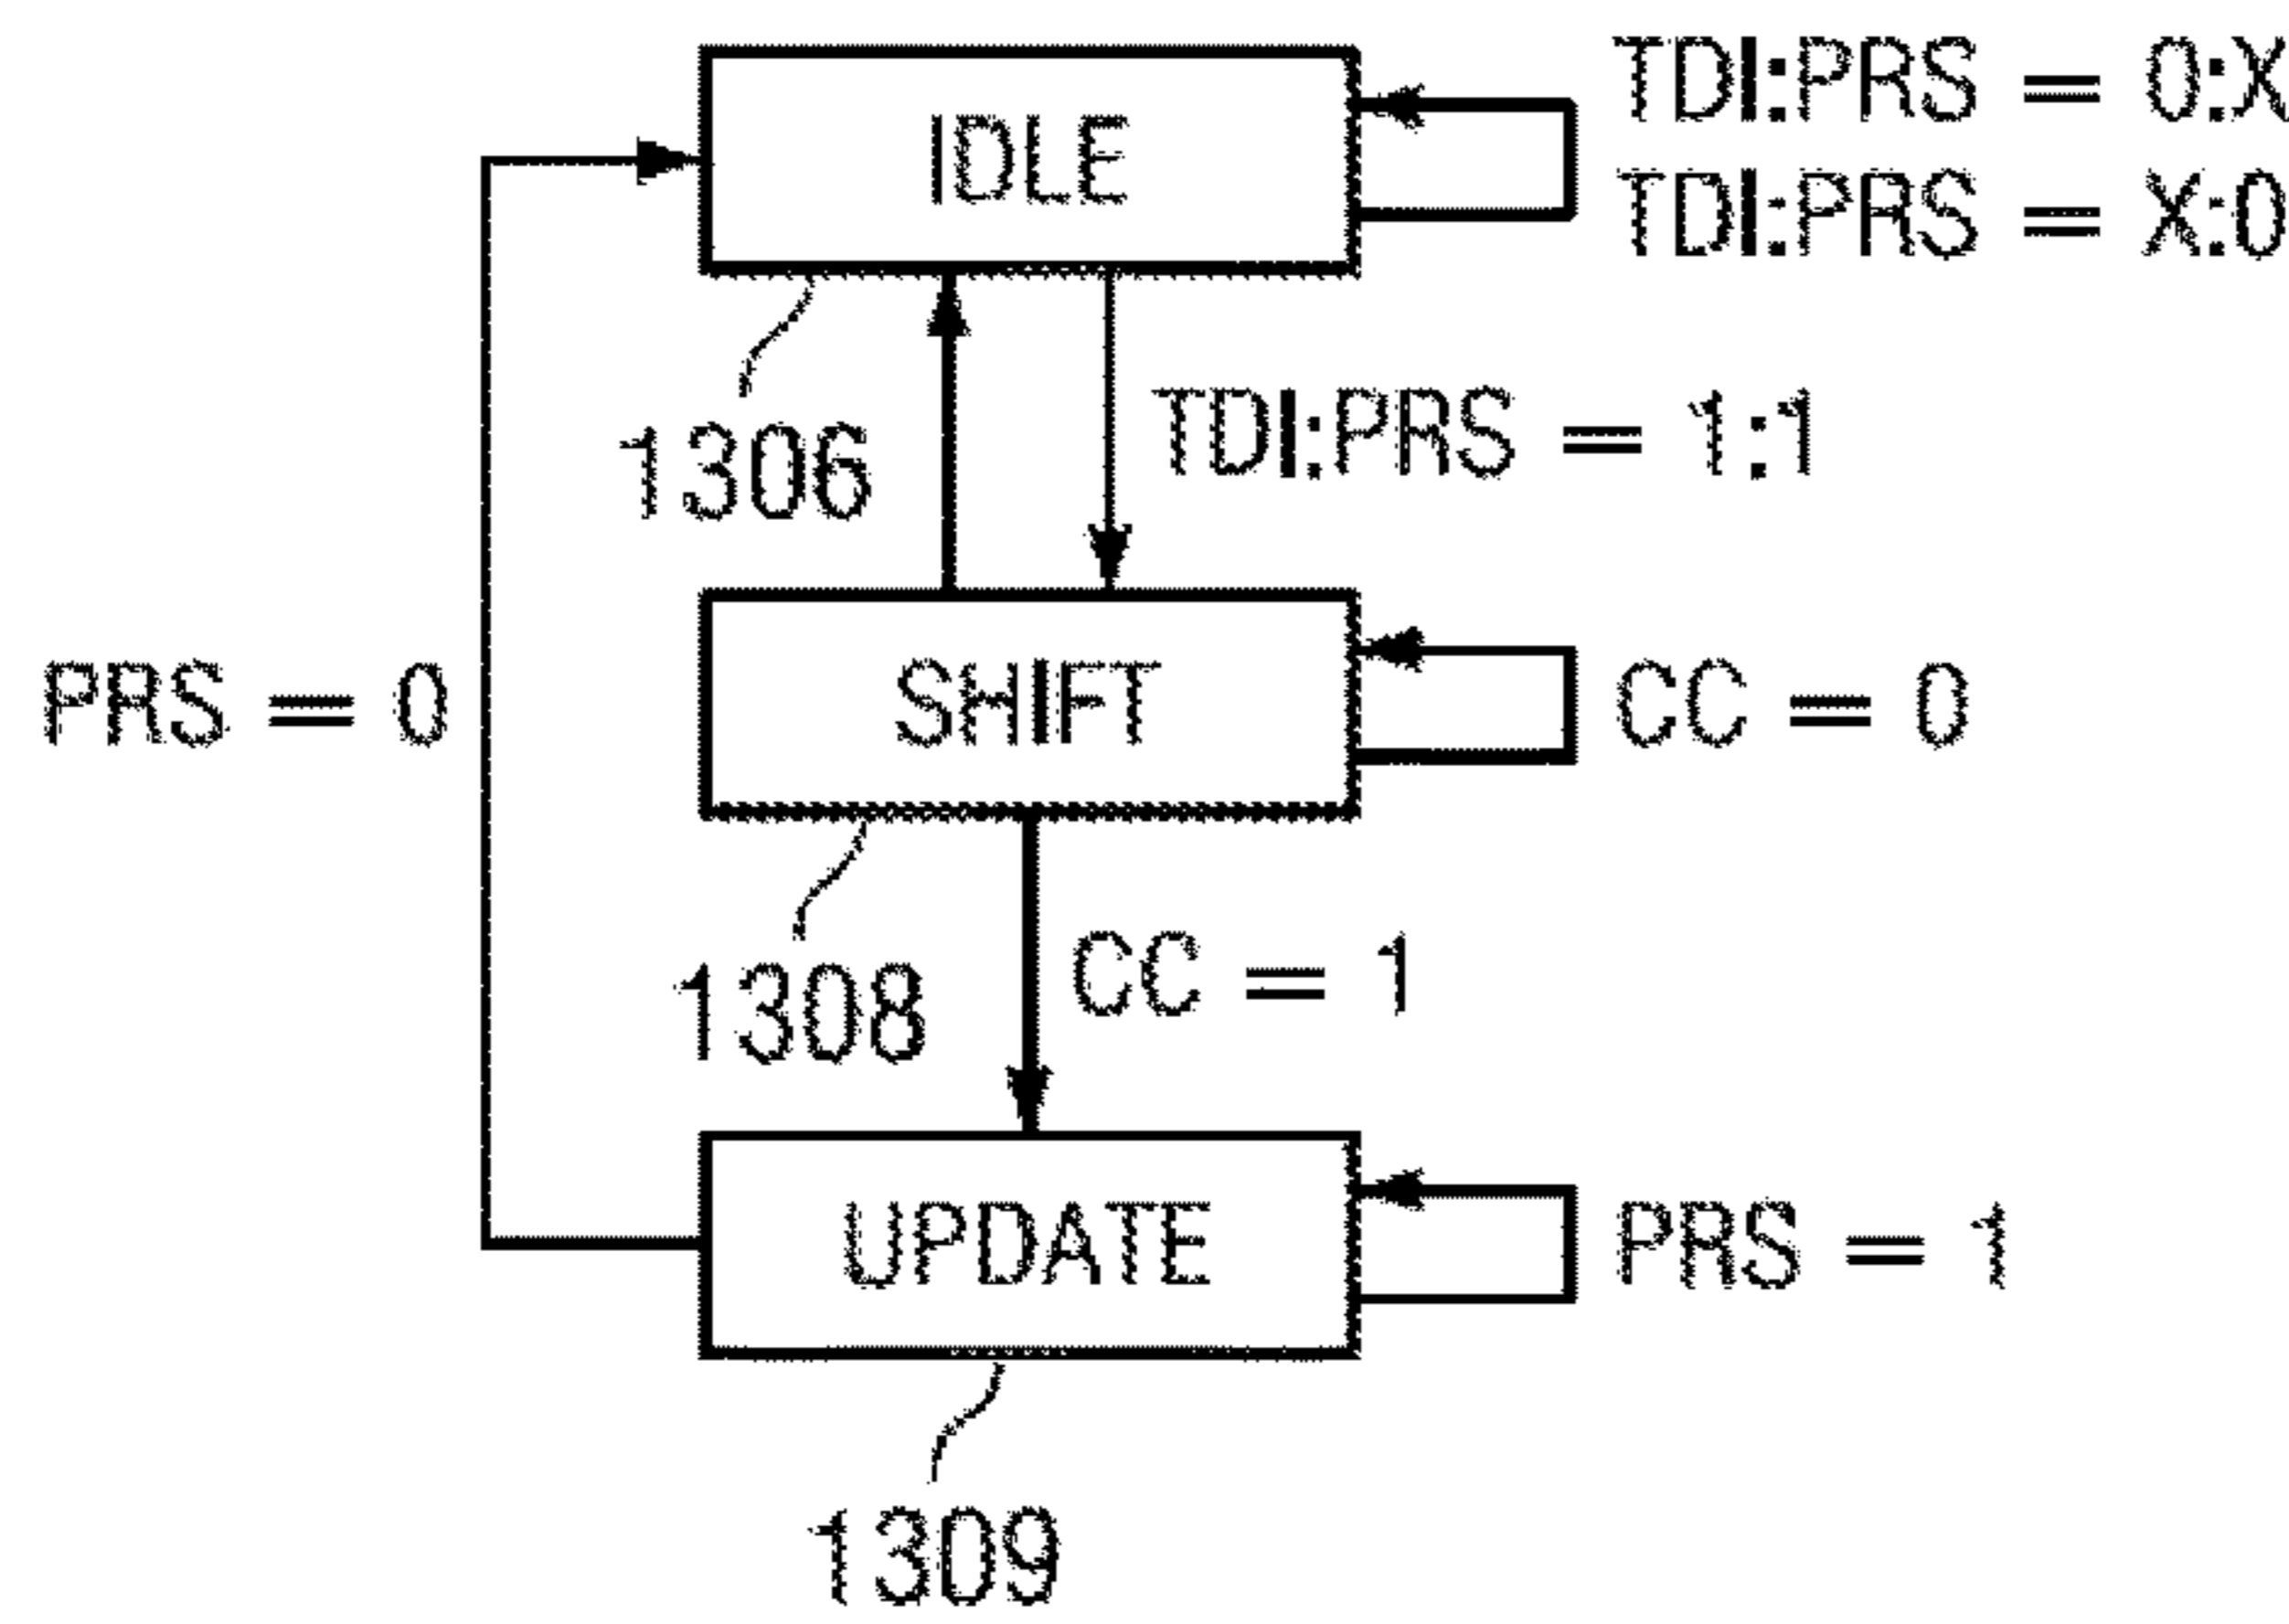 IDLE
TDI:PRS = 0:X
TDI:PRS = X:0
1306
TDI:PRS = 1:1
PRS = 0
SHIFT
CC = 0
1308
CC = 1
UPDATE
PRS = 1
1309